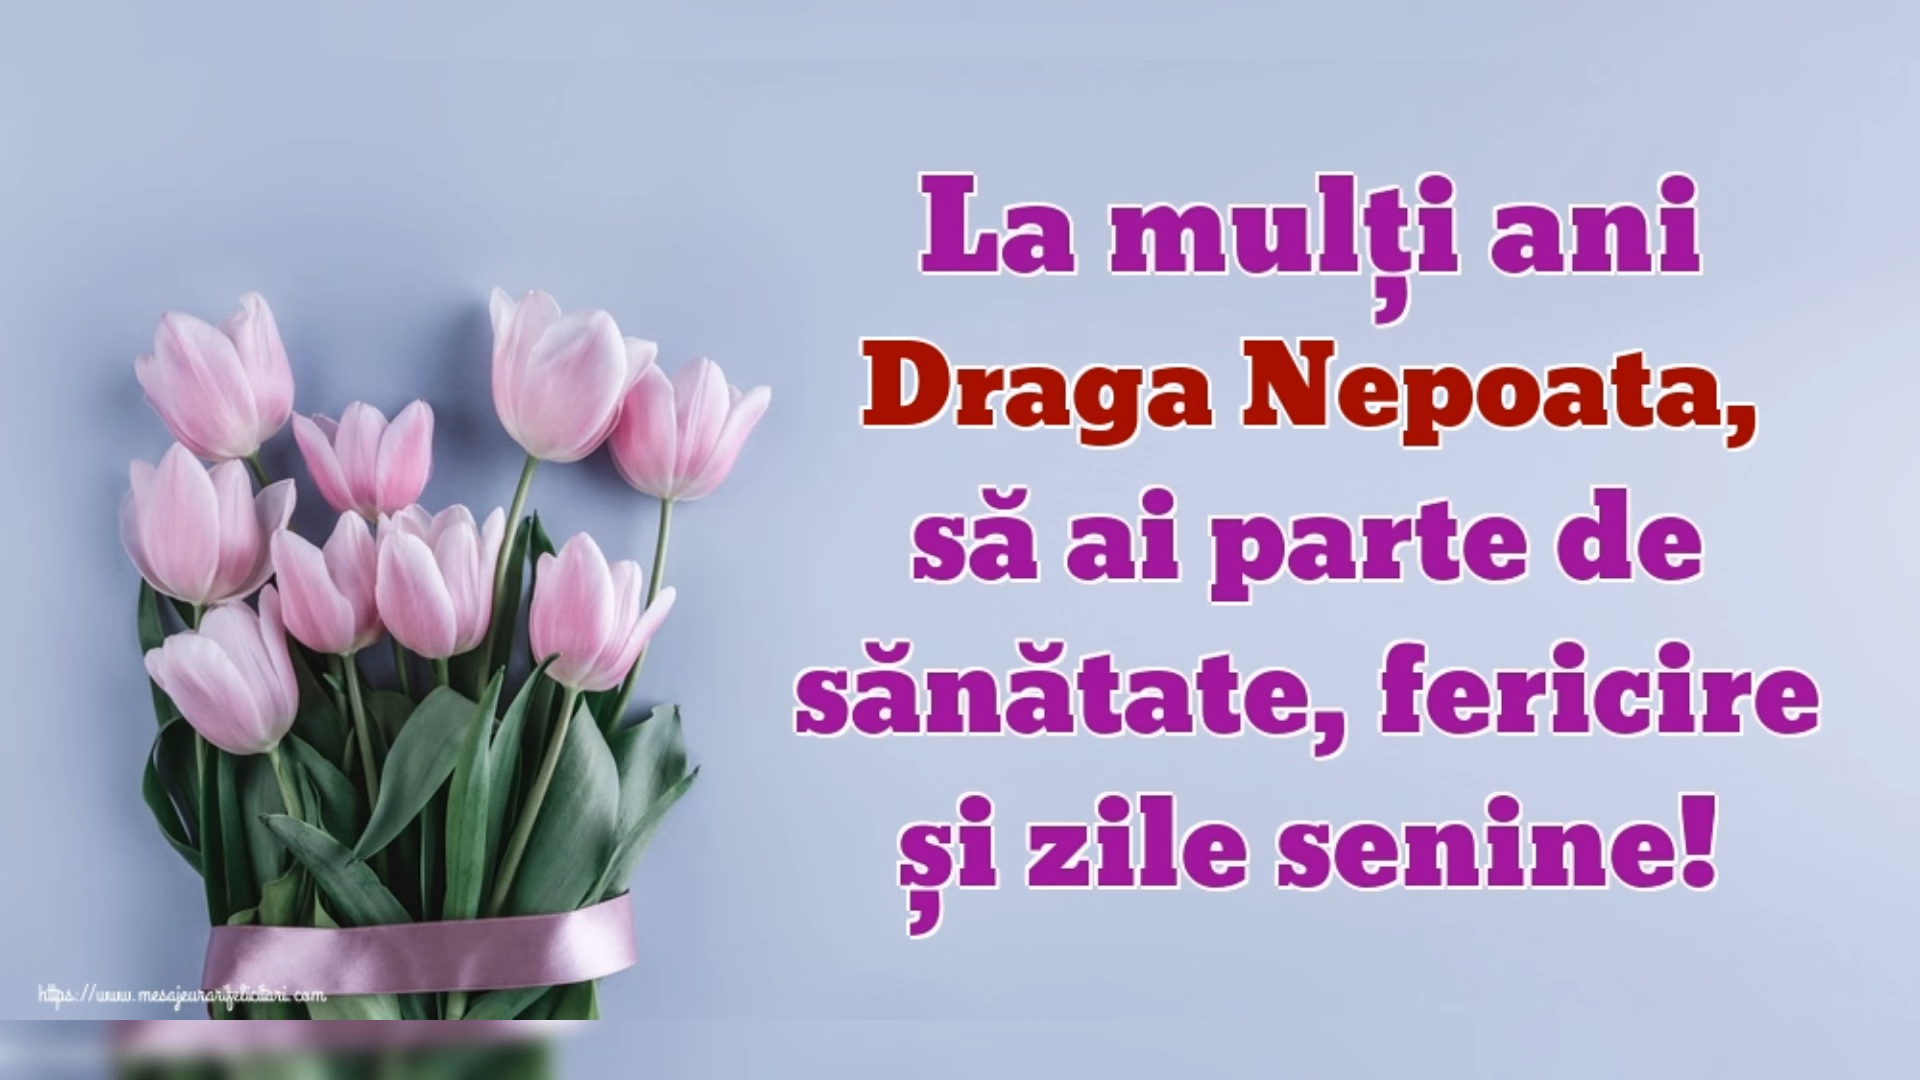 La mulți ani
Draga Nepoata,
să ai parte de
sănătate, fericire
și zile senine!
https://www.mesajeurarifelicitari.com